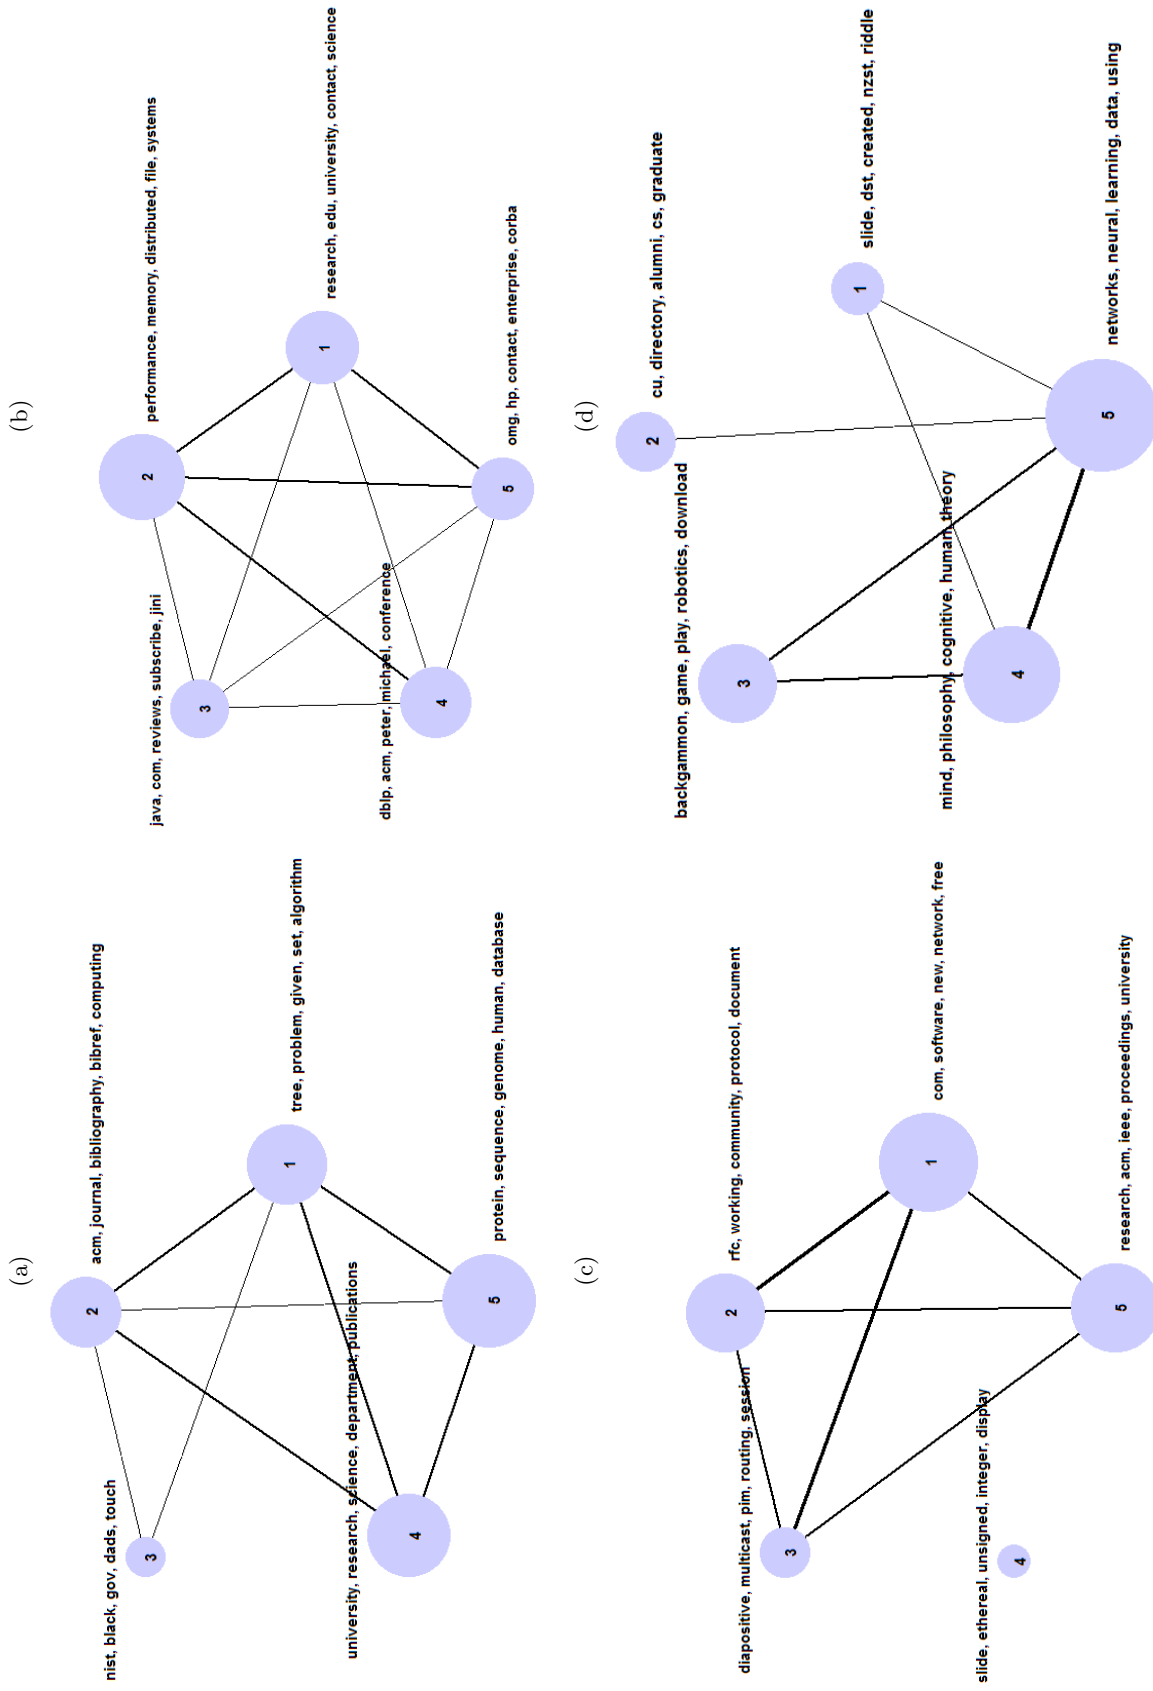 (a)
acm, journal, bibliography, bibref, computing
2
nist, black, gov, dads, touch
3
tree, problem, given, set, algorithm
1
university, research, science, department, publications
4
protein, sequence, genome, human, database
5
(b)
performance, memory, distributed, file, systems
2
java, com, reviews, subscribe, jini
3
research, edu, university, contact, science
1
dblp, acm, peter, michael, conference
4
omg, hp, contact, enterprise, corba
5
(c)
rfc, working, community, protocol, document
2
diapositive, multicast, pim, routing, session
3
com, software, new, network, free
1
slide, ethereal, unsigned, integer, display
4
research, acm, ieee, proceedings, university
5
(d)
cu, directory, alumni, cs, graduate
2
backgammon, game, play, robotics, download
3
slide, dst, created, nzst, riddle
1
mind, philosophy, cognitive, human, theory
4
networks, neural, learning, data, using
5